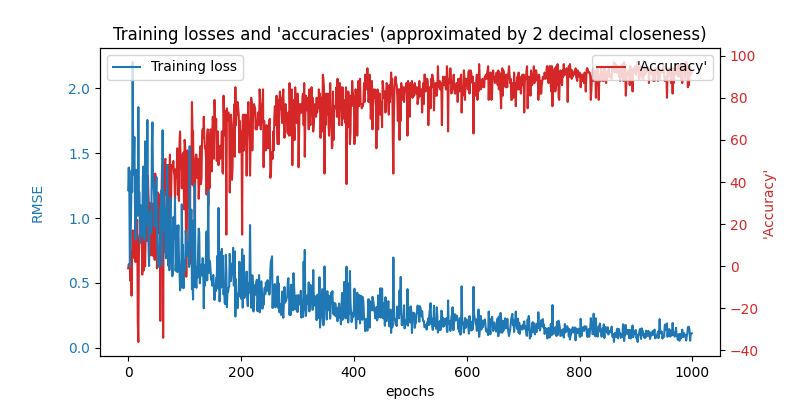 Training losses and 'accuracies' (approximated by 2 decimal closeness)
Training loss
'Accuracy'
2.0
1.5
1.0
0.5
0.0
RMSE
100
80
60
40
20
0
−20
−40
'Accuracy'
0 200 400 600 800 1000
epochs